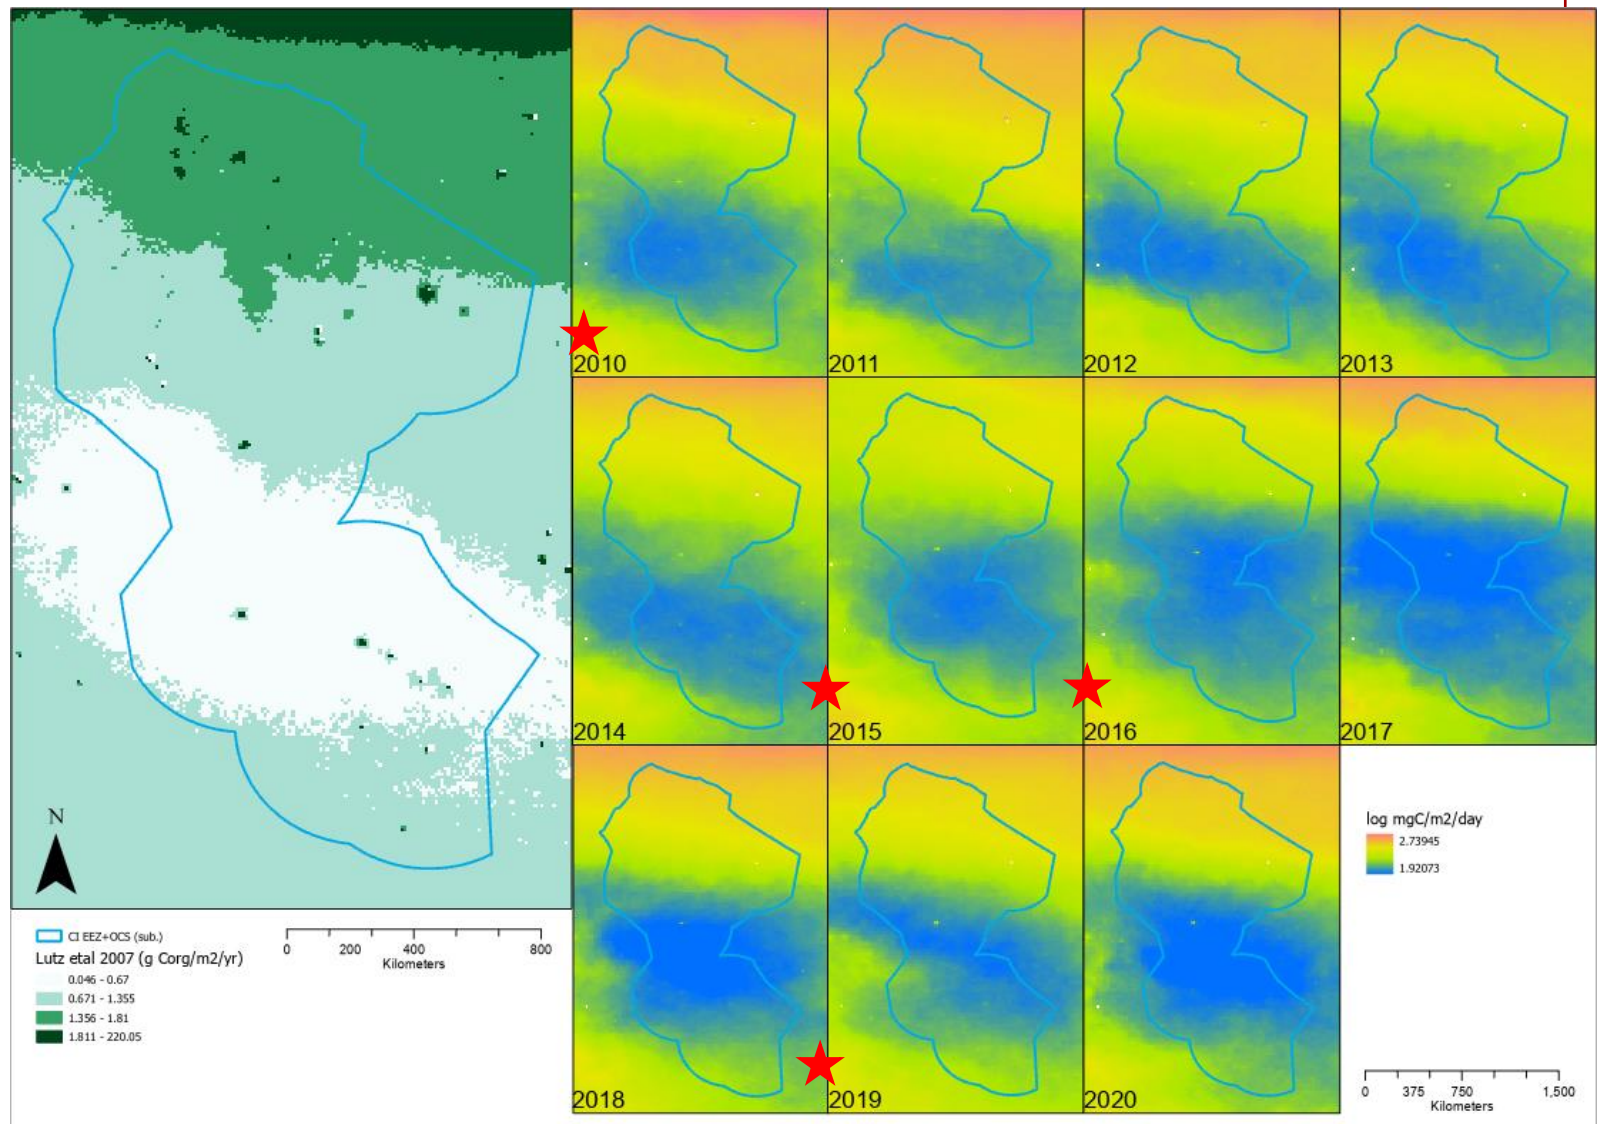 N
CI EEZ+OCS (sub.)
Lutz etal 2007 (g Corg/m2/yr)
0.046 - 0.67
0.671 - 1.355
1.356 - 1.81
1.811 - 220.05
0 200 400 800
Kilometers
2010 2011 2012 2013
2014 2015 2016 2017
2018 2019 2020
log mgC/m2/day
2.73945
1.92073
0 375 750 1,500
Kilometers